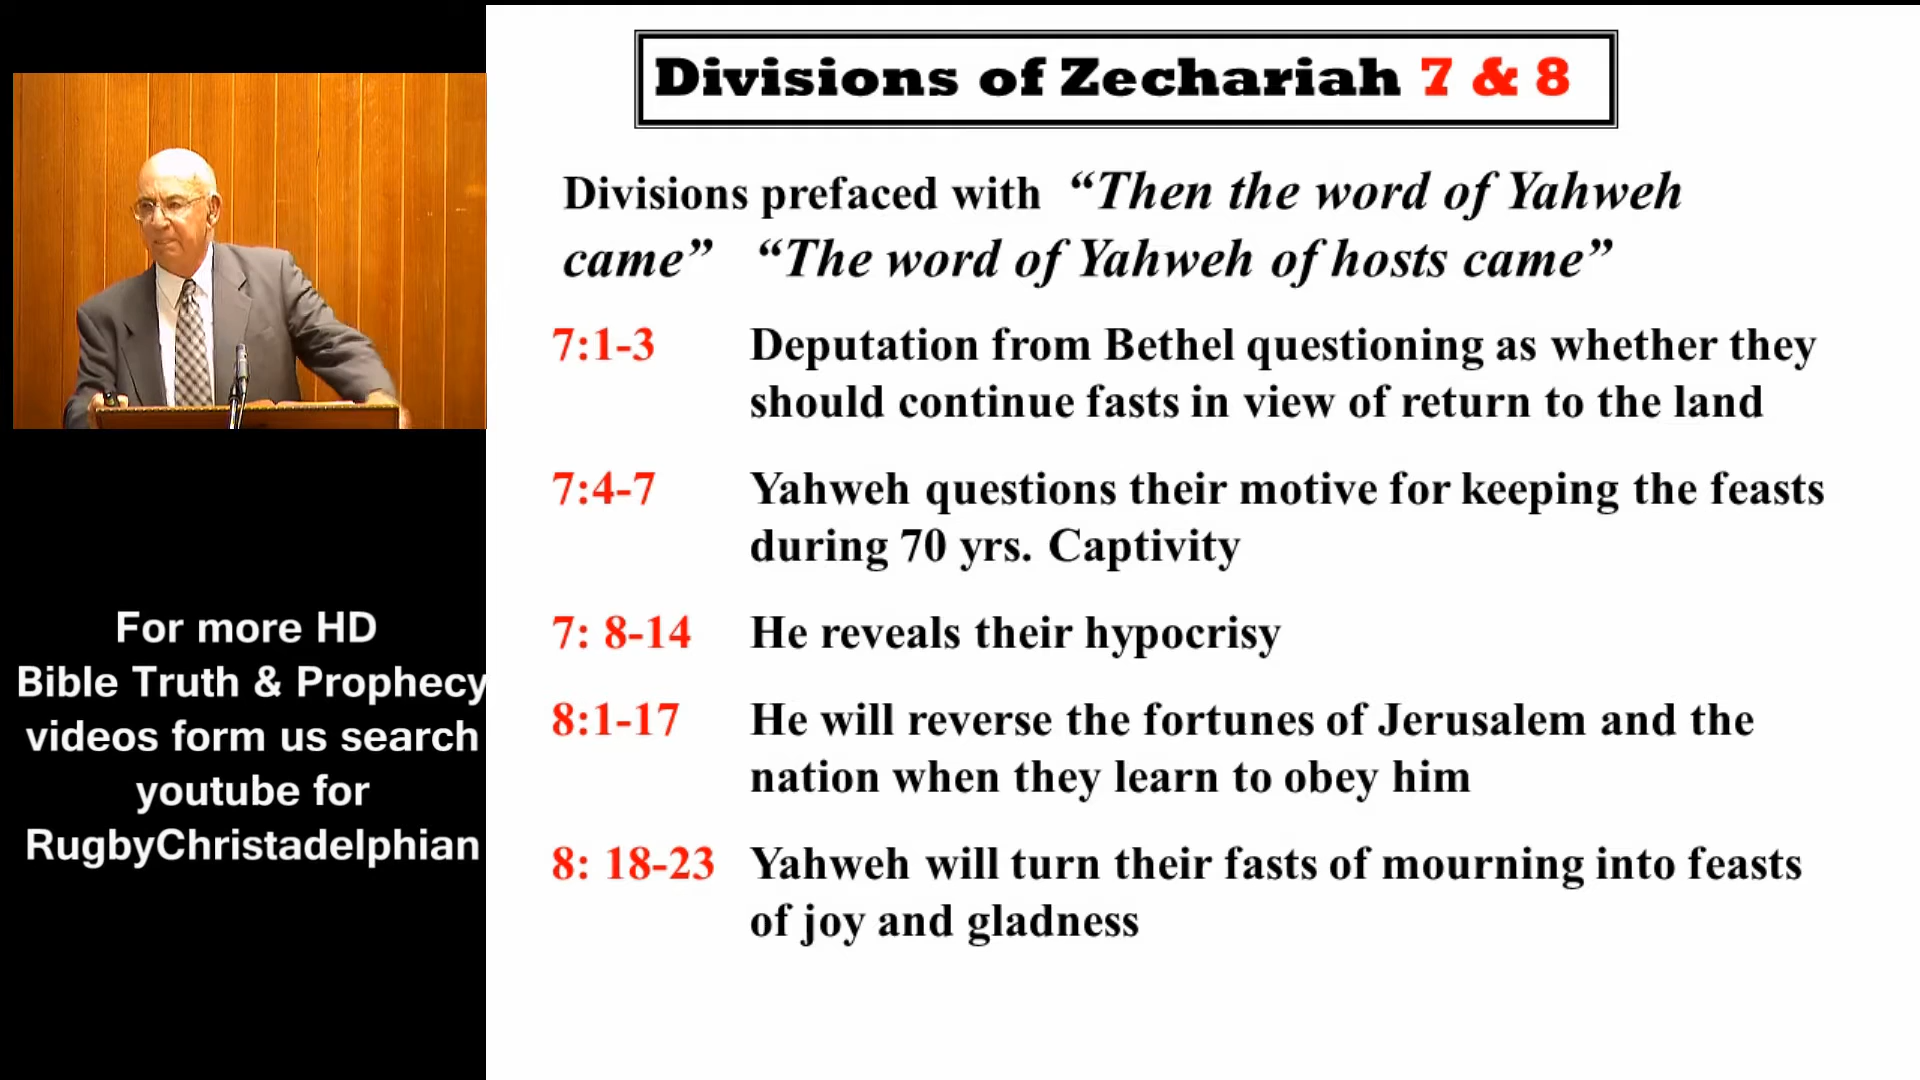 Divisions of Zechariah 7 & 8
Divisions prefaced with “Then the word of Yahweh
came” “The word of Yahweh of hosts came”
7:1-3 Deputation from Bethel questioning as whether they
should continue fasts in view of return to the land
7:4-7 Yahweh questions their motive for keeping the feasts
during 70 yrs. Captivity
7: 8-14 He reveals their hypocrisy
8:1-17 He will reverse the fortunes of Jerusalem and the
nation when they learn to obey him
8: 18-23 Yahweh will turn their fasts of mourning into feasts
of joy and gladness
For more HD
Bible Truth & Prophecy
videos form us search
youtube for
RugbyChristadelphian